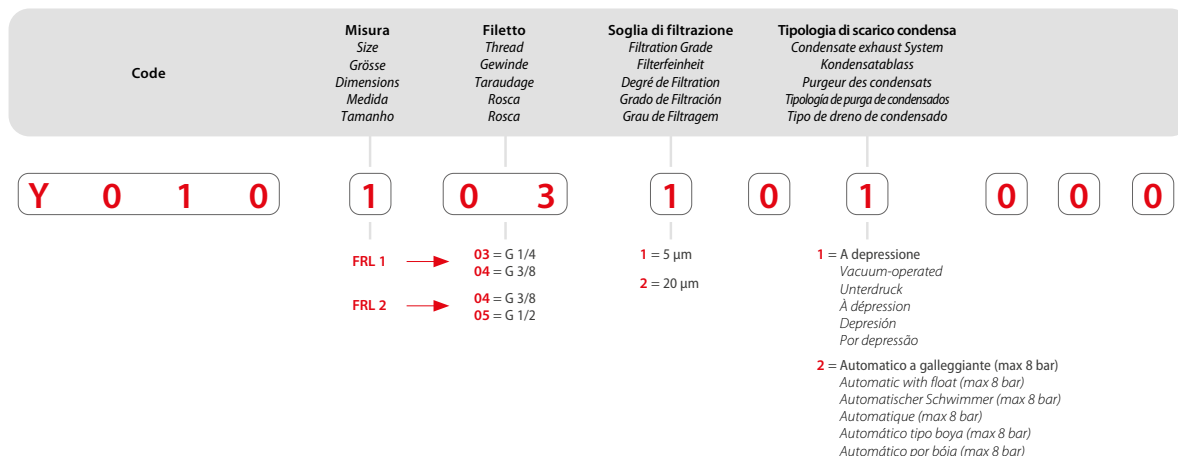 Code
Misura
Size
Grösse
Dimensions
Medida
Tamanho
Filetto
Thread
Gewinde
Taraudage
Rosca
Rosca
Soglia di filtrazione
Filtration Grade
Filterfeinheit
Degré de Filtration
Grado de Filtración
Grau de Filtragem
Tipologia di scarico condensa
Condensate exhaust System
Kondensatablass
Purgeur des condensats
Tipología de purga de condensados
Tipo de dreno de condensado
Y 0 1 0 1 0 3 1 0 1 0 0 0
FRL 1
03 = G 1/4
04 = G 3/8
FRL 2
04 = G 3/8
05 = G 1/2
1 = 5 µm
2 = 20 µm
1 = A depressione
Vacuum-operated
Unterdruck
À dépression
Depresión
Por depressão
2 = Automatico a galleggiante (max 8 bar)
Automatic with float (max 8 bar)
Automatischer Schwimmer (max 8 bar)
Automatique (max 8 bar)
Automático tipo boya (max 8 bar)
Automático por bóia (max 8 bar)